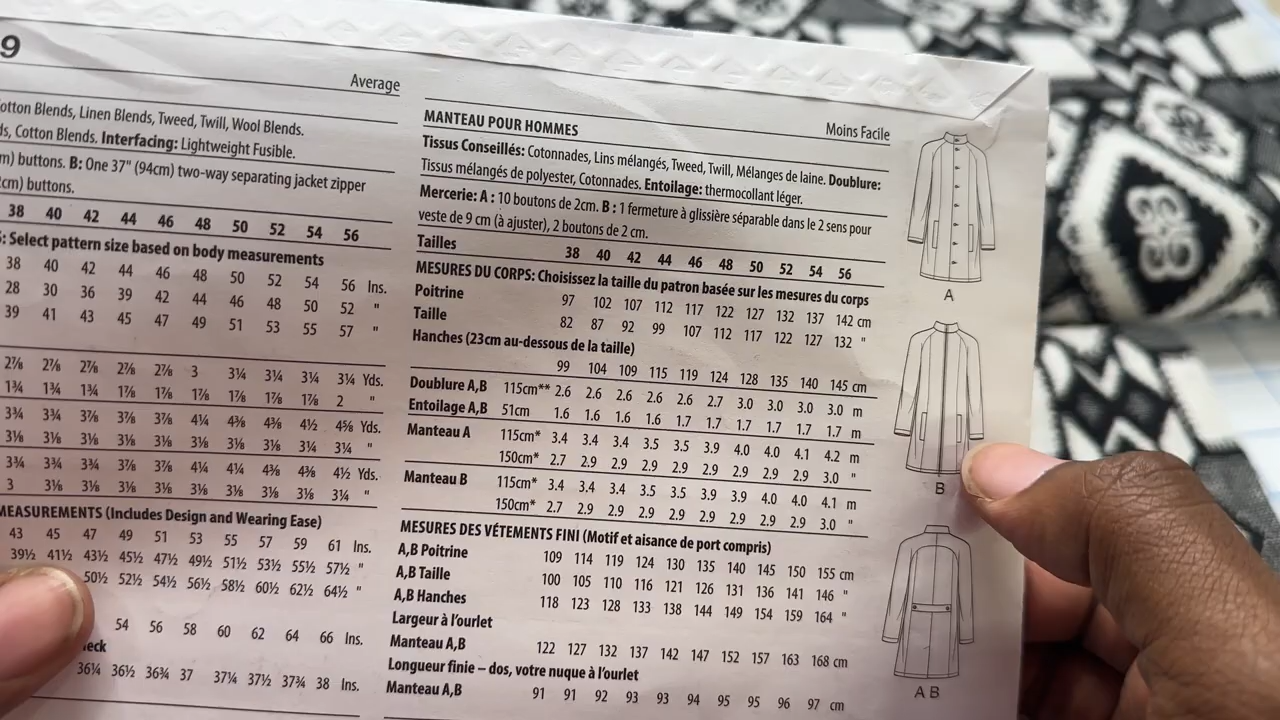 9
Average
otton Blends, Linen Blends, Tweed, Twill, Wool Blends.
ds, Cotton Blends. Interfacing: Lightweight Fusible.
m) buttons. B: One 37" (94cm) two-way separating jacket zipper
cm) buttons.
38 40 42 44 46 48 50 52 54 56
S: Select pattern size based on body measurements
38 40 42 44 46 48 50 52 54 56 Ins.
28 30 36 39 42 44 46 48 50 52 "
39 41 43 45 47 49 51 53 55 57 "
2⅞ 2⅞ 2⅞ 2⅞ 2⅞ 3 3¼ 3¼ 3¼ 3¼ Yds.
1¾ 1¾ 1¾ 1⅞ 1⅞ 1⅞ 1⅞ 1⅞ 1⅞ 2 "
3¾ 3¾ 3⅞ 3⅞ 3⅞ 4¼ 4⅜ 4⅜ 4½ 4⅝ Yds.
3⅛ 3⅛ 3⅛ 3⅛ 3⅛ 3⅛ 3⅛ 3⅛ 3¼ 3¼ "
3¾ 3¾ 3¾ 3⅞ 3⅞ 4¼ 4¼ 4⅜ 4⅜ 4½ Yds.
3 3⅛ 3⅛ 3⅛ 3⅛ 3⅛ 3⅛ 3⅛ 3⅛ 3¼ "
MEASUREMENTS (Includes Design and Wearing Ease)
43 45 47 49 51 53 55 57 59 61 Ins.
39½ 41½ 43½ 45½ 47½ 49½ 51½ 53½ 55½ 57½ "
50½ 52½ 54½ 56½ 58½ 60½ 62½ 64½ "
54 56 58 60 62 64 66 Ins.
eck
36¼ 36½ 36¾ 37 37¼ 37½ 37¾ 38 Ins.
MANTEAU POUR HOMMES Moins Facile
Tissus Conseillés: Cotonnades, Lins mélangés, Tweed, Twill, Mélanges de laine. Doublure:
Tissus mélangés de polyester, Cotonnades. Entoilage: thermocollant léger.
Mercerie: A : 10 boutons de 2cm. B : 1 fermeture à glissière séparable dans le 2 sens pour
veste de 9 cm (à ajuster), 2 boutons de 2 cm.
Tailles 38 40 42 44 46 48 50 52 54 56
MESURES DU CORPS: Choisissez la taille du patron basée sur les mesures du corps
Poitrine 97 102 107 112 117 122 127 132 137 142 cm
Taille 82 87 92 99 107 112 117 122 127 132 "
Hanches (23cm au-dessous de la taille)
99 104 109 115 119 124 128 135 140 145 cm
Doublure A,B 115cm** 2.6 2.6 2.6 2.6 2.6 2.7 3.0 3.0 3.0 3.0 m
Entoilage A,B 51cm 1.6 1.6 1.6 1.6 1.7 1.7 1.7 1.7 1.7 1.7 m
Manteau A 115cm* 3.4 3.4 3.4 3.5 3.5 3.9 4.0 4.0 4.1 4.2 m
150cm* 2.7 2.9 2.9 2.9 2.9 2.9 2.9 2.9 2.9 3.0 "
Manteau B 115cm* 3.4 3.4 3.4 3.5 3.5 3.9 3.9 4.0 4.0 4.1 m
150cm* 2.7 2.9 2.9 2.9 2.9 2.9 2.9 2.9 2.9 3.0 "
MESURES DES VÉTEMENTS FINI (Motif et aisance de port compris)
A,B Poitrine 109 114 119 124 130 135 140 145 150 155 cm
A,B Taille 100 105 110 116 121 126 131 136 141 146 "
A,B Hanches 118 123 128 133 138 144 149 154 159 164 "
Largeur à l'ourlet
Manteau A,B 122 127 132 137 142 147 152 157 163 168 cm
Longueur finie – dos, votre nuque à l'ourlet
Manteau A,B 91 91 92 93 93 94 95 95 96 97 cm
A
B
A B